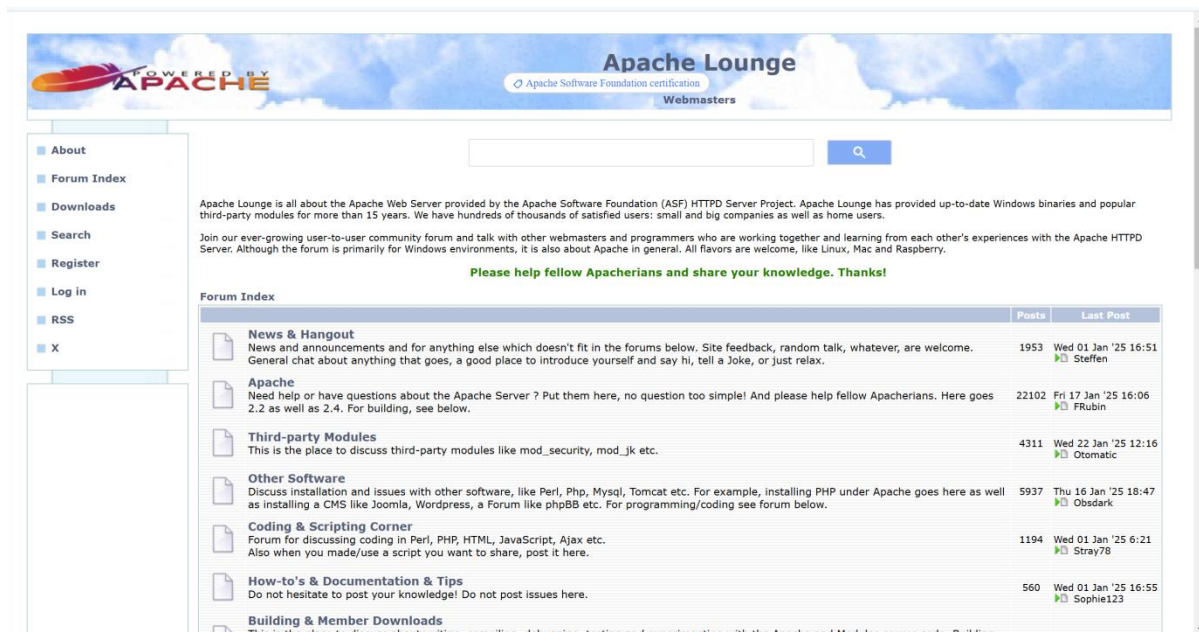 POWERED BY
APACHE
Apache Lounge
Apache Software Foundation certification
Webmasters
About
Forum Index
Downloads
Search
Register
Log in
RSS
X
Apache Lounge is all about the Apache Web Server provided by the Apache Software Foundation (ASF) HTTPD Server Project. Apache Lounge has provided up-to-date Windows binaries and popular
third-party modules for more than 15 years. We have hundreds of thousands of satisfied users: small and big companies as well as home users.
Join our ever-growing user-to-user community forum and talk with other webmasters and programmers who are working together and learning from each other's experiences with the Apache HTTPD
Server. Although the forum is primarily for Windows environments, it is also about Apache in general. All flavors are welcome, like Linux, Mac and Raspberry.
Please help fellow Apacherians and share your knowledge. Thanks!
Forum Index
Posts Last Post
News & Hangout
News and announcements and for anything else which doesn't fit in the forums below. Site feedback, random talk, whatever, are welcome. 1953 Wed 01 Jan '25 16:51
General chat about anything that goes, a good place to introduce yourself and say hi, tell a Joke, or just relax. Steffen
Apache
Need help or have questions about the Apache Server ? Put them here, no question too simple! And please help fellow Apacherians. Here goes 22102 Fri 17 Jan '25 16:06
2.2 as well as 2.4. For building, see below. FRubin
Third-party Modules
This is the place to discuss third-party modules like mod_security, mod_jk etc. 4311 Wed 22 Jan '25 12:16
Otomatic
Other Software
Discuss installation and issues with other software, like Perl, Php, Mysql, Tomcat etc. For example, installing PHP under Apache goes here as well 5937 Thu 16 Jan '25 18:47
as installing a CMS like Joomla, Wordpress, a Forum like phpBB etc. For programming/coding see forum below. Obsdark
Coding & Scripting Corner
Forum for discussing coding in Perl, PHP, HTML, JavaScript, Ajax etc. 1194 Wed 01 Jan '25 6:21
Also when you made/use a script you want to share, post it here. Stray78
How-to's & Documentation & Tips
Do not hesitate to post your knowledge! Do not post issues here. 560 Wed 01 Jan '25 16:55
Sophie123
Building & Member Downloads